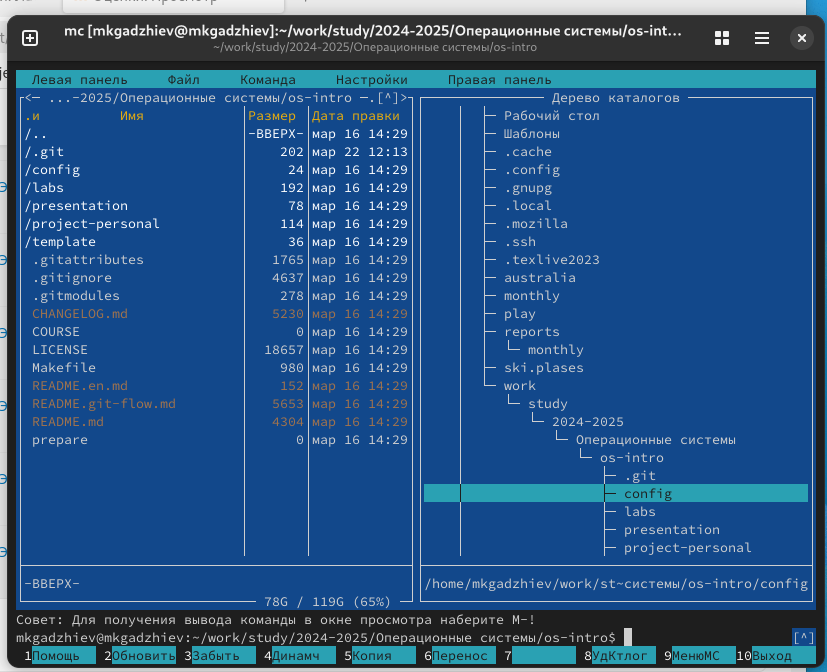 mc [mkgadzhiev@mkgadzhiev]:~/work/study/2024-2025/Операционные системы/os-int…
~/work/study/2024-2025/Операционные системы/os-intro
Левая панель Файл Команда Настройки Правая панель
<— ...-2025/Операционные системы/os-intro —.[^]>
.и Имя Размер Дата правки
/.. -ВВЕРХ- мар 16 14:29
/.git 202 мар 22 12:13
/config 24 мар 16 14:29
/labs 192 мар 16 14:29
/presentation 78 мар 16 14:29
/project-personal 114 мар 16 14:29
/template 36 мар 16 14:29
.gitattributes 1765 мар 16 14:29
.gitignore 4637 мар 16 14:29
.gitmodules 278 мар 16 14:29
CHANGELOG.md 5230 мар 16 14:29
COURSE 0 мар 16 14:29
LICENSE 18657 мар 16 14:29
Makefile 980 мар 16 14:29
README.en.md 152 мар 16 14:29
README.git-flow.md 5653 мар 16 14:29
README.md 4304 мар 16 14:29
prepare 0 мар 16 14:29
-ВВЕРХ-
78G / 119G (65%)
Дерево каталогов
Рабочий стол
Шаблоны
.cache
.config
.gnupg
.local
.mozilla
.ssh
.texlive2023
australia
monthly
play
reports
monthly
ski.plases
work
study
2024-2025
Операционные системы
os-intro
.git
config
labs
presentation
project-personal
/home/mkgadzhiev/work/st~системы/os-intro/config
Совет: Для получения вывода команды в окне просмотра наберите M-!
mkgadzhiev@mkgadzhiev:~/work/study/2024-2025/Операционные системы/os-intro$ [^]
1Помощь 2Обновить 3Забыть 4Динамч 5Копия 6Перенос 7 8УдКтлог 9МенюМС 10Выход